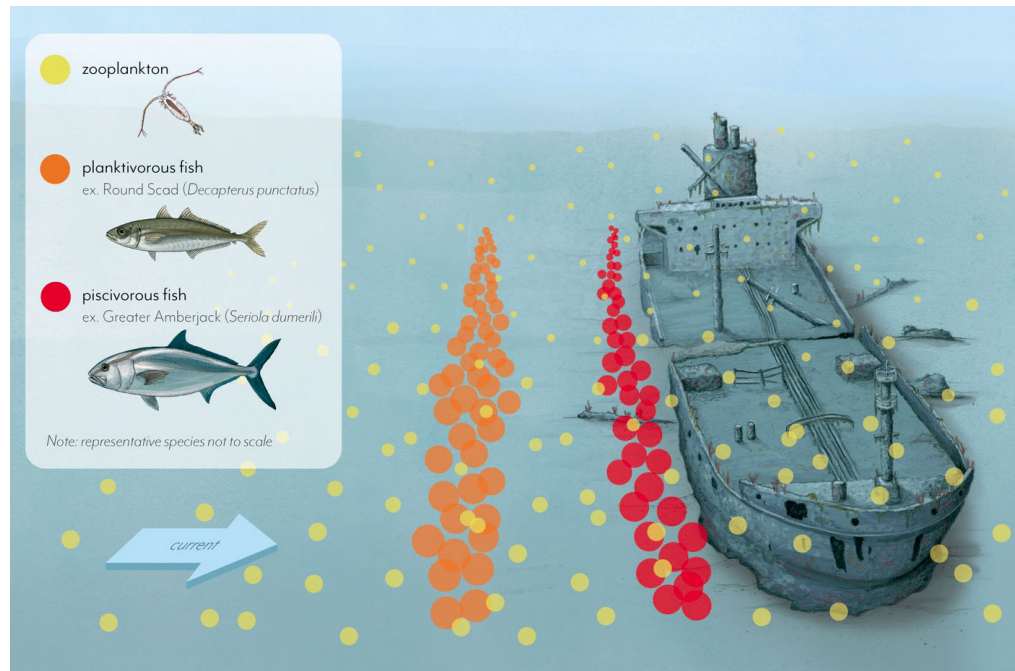 zooplankton
planktivorous fish
ex. Round Scad (Decapterus punctatus)
piscivorous fish
ex. Greater Amberjack (Seriola dumerili)
Note: representative species not to scale
current